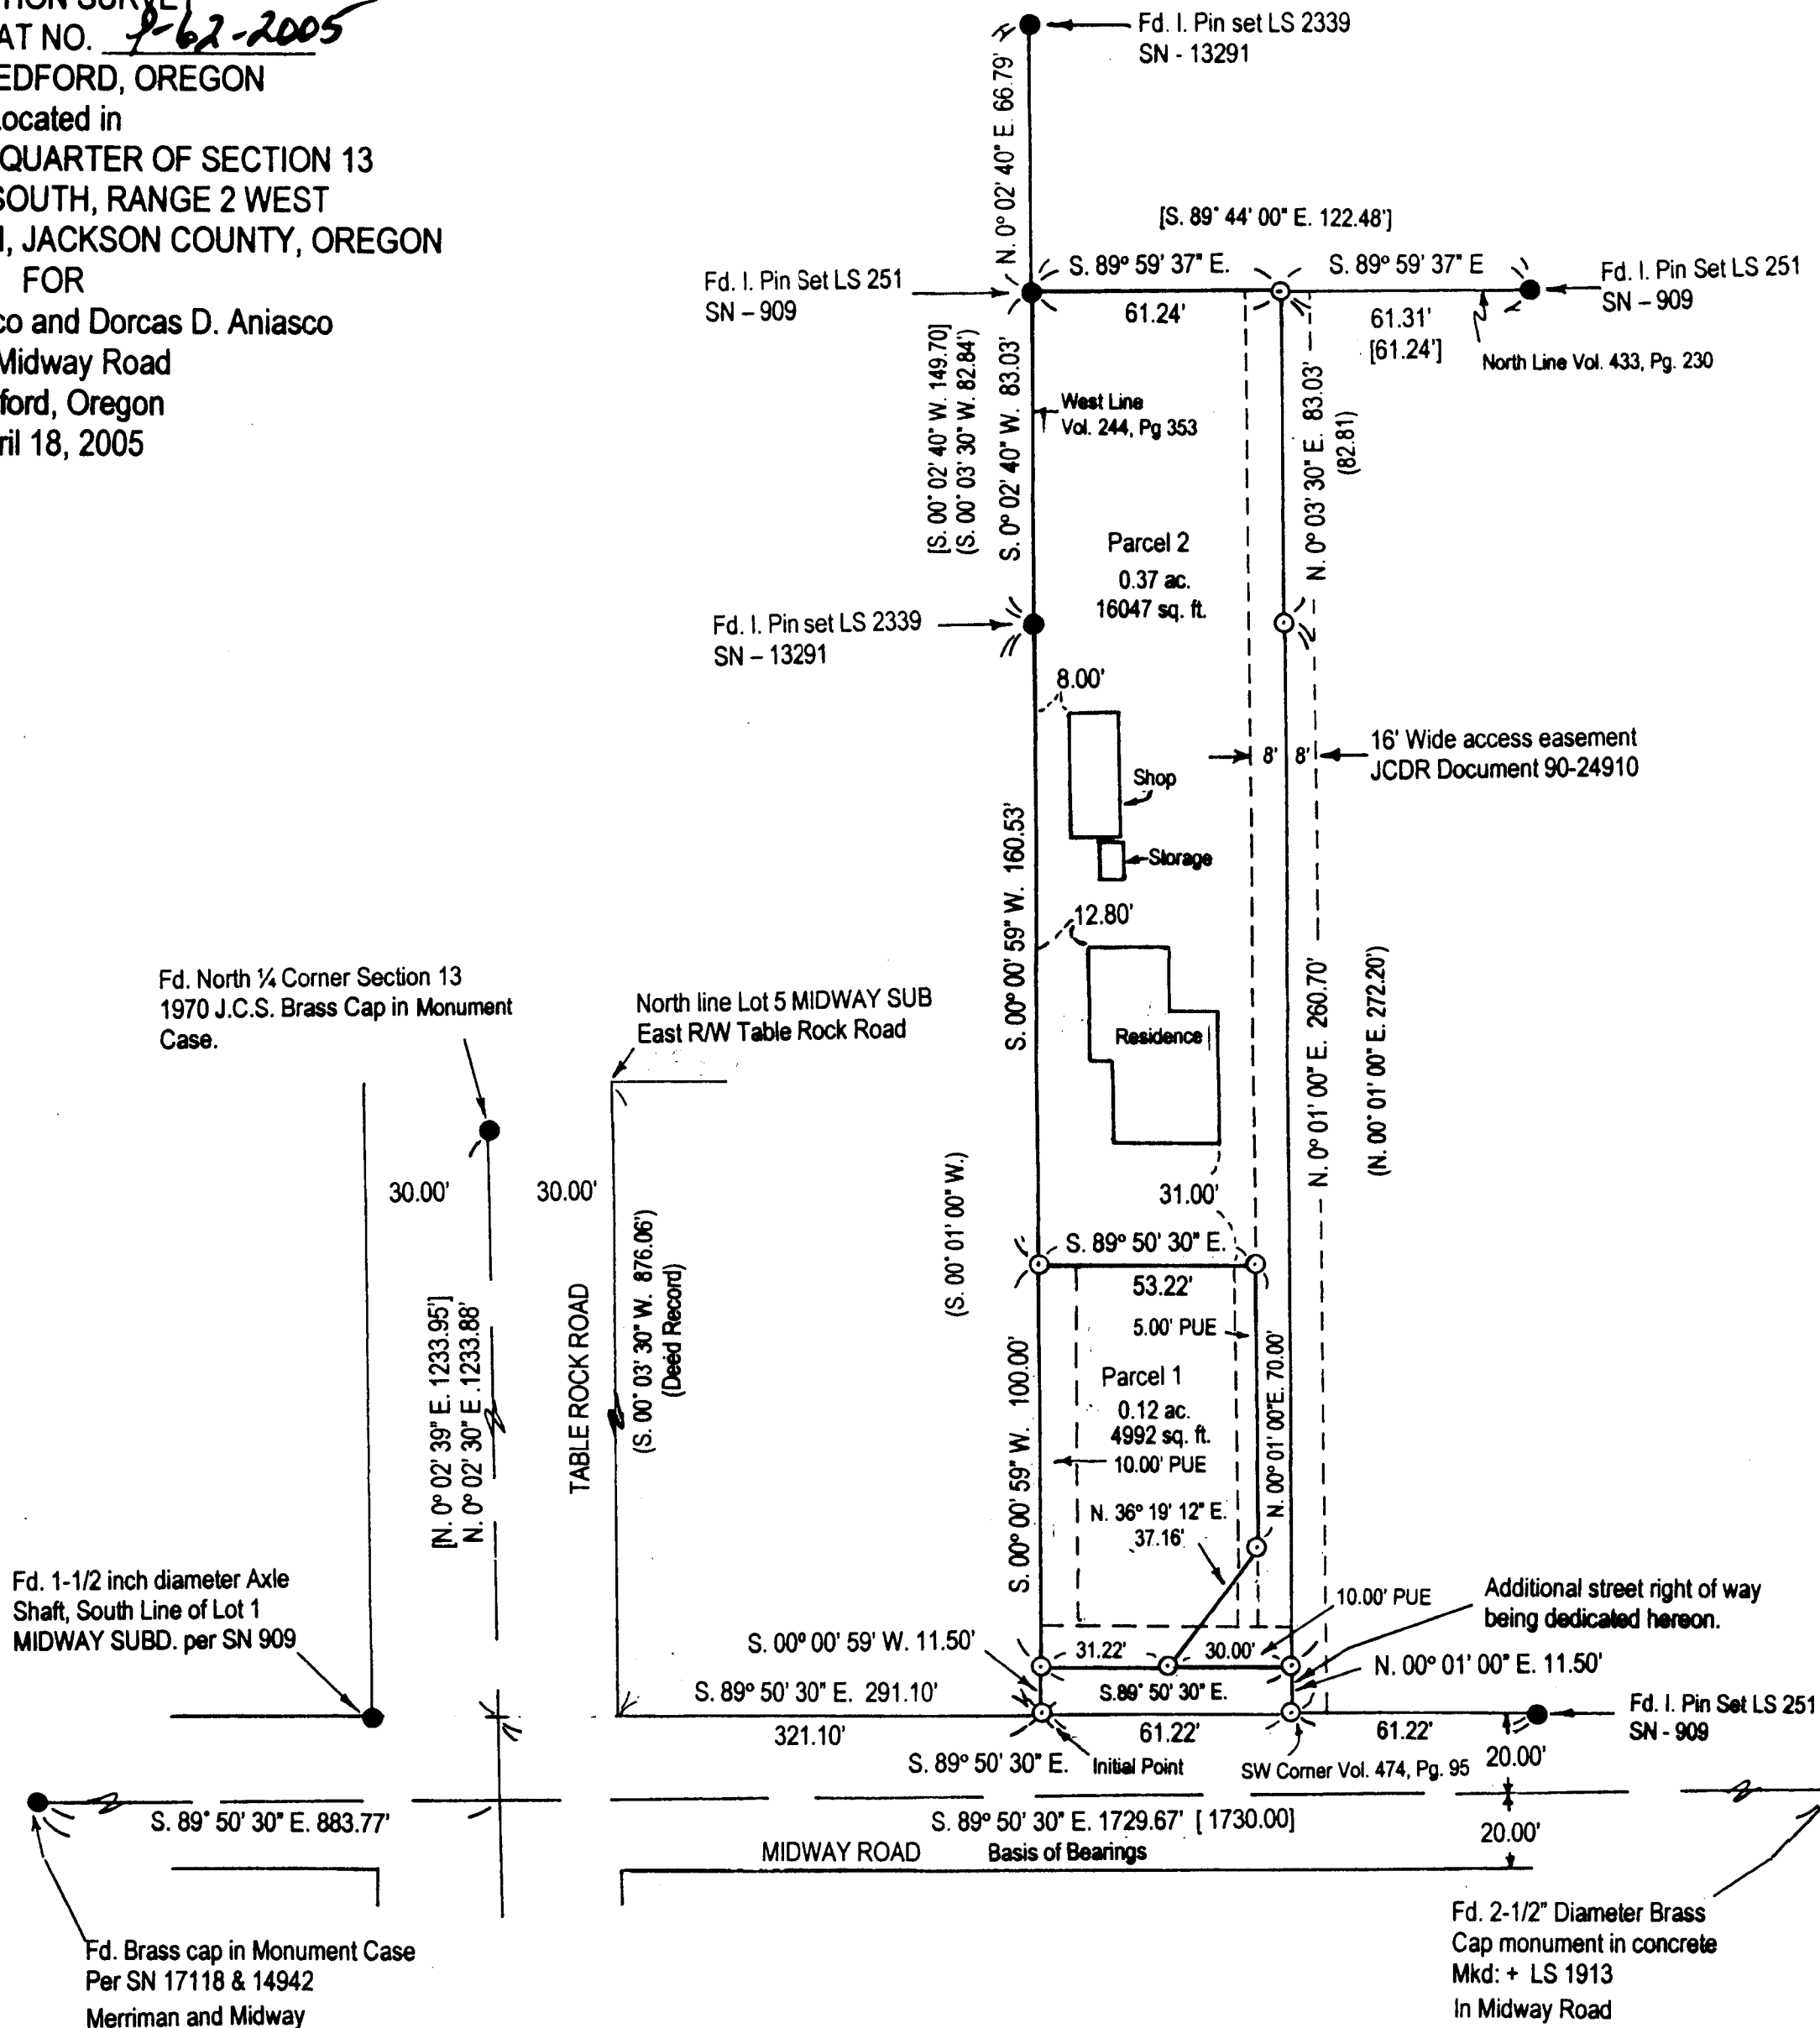 AT NO. P-62-2005
EDFORD, OREGON
ocated in
QUARTER OF SECTION 13
SOUTH, RANGE 2 WEST
, JACKSON COUNTY, OREGON
FOR
co and Dorcas D. Aniasco
Midway Road
ford, Oregon
ril 18, 2005
Fd. I. Pin set LS 2339
SN - 13291
N. 0° 02' 40" E. 66.79'
[S. 89° 44' 00" E. 122.48']
S. 89° 59' 37" E.
61.24'
S. 89° 59' 37" E
61.31'
[61.24']
Fd. I. Pin Set LS 251
SN – 909
Fd. I. Pin Set LS 251
SN – 909
North Line Vol. 433, Pg. 230
[S. 00° 02' 40" W. 149.70]
(S. 00° 03' 30" W. 82.84')
S. 0° 02' 40" W. 83.03'
West Line
Vol. 244, Pg 353
N. 0° 03' 30" E. 83.03'
(82.81)
Parcel 2
0.37 ac.
16047 sq. ft.
Fd. I. Pin set LS 2339
SN – 13291
8.00'
Shop
Storage
8' 8'
16' Wide access easement
JCDR Document 90-24910
S. 00° 00' 59" W. 160.53'
12.80'
Residence
N. 0° 01' 00" E. 260.70'
(N. 00° 01' 00" E. 272.20')
Fd. North ¼ Corner Section 13
1970 J.C.S. Brass Cap in Monument
Case.
North line Lot 5 MIDWAY SUB
East R/W Table Rock Road
30.00'
30.00'
31.00'
(S. 00° 01' 00" W.)
S. 89° 50' 30" E.
53.22'
5.00' PUE
[N. 0° 02' 39" E. 1233.95']
N. 0° 02' 30" E. 1233.88'
TABLE ROCK ROAD
(S. 00° 03' 30" W. 876.06')
(Deed Record)
S. 00° 00' 59" W. 100.00'
Parcel 1
0.12 ac.
4992 sq. ft.
10.00' PUE
N. 00° 01' 00" E. 70.00'
N. 36° 19' 12" E.
37.16'
10.00' PUE
Additional street right of way
being dedicated hereon.
Fd. 1-1/2 inch diameter Axle
Shaft, South Line of Lot 1
MIDWAY SUBD. per SN 909
S. 00° 00' 59' W. 11.50'
31.22'
30.00'
N. 00° 01' 00" E. 11.50'
S. 89° 50' 30" E. 291.10'
S.89° 50' 30" E.
Fd. I. Pin Set LS 251
SN - 909
321.10'
61.22'
61.22'
S. 89° 50' 30" E.
Initial Point
SW Corner Vol. 474, Pg. 95
20.00'
S. 89° 50' 30" E. 883.77'
S. 89° 50' 30" E. 1729.67' [ 1730.00]
20.00'
MIDWAY ROAD
Basis of Bearings
Fd. Brass cap in Monument Case
Per SN 17118 & 14942
Merriman and Midway
Fd. 2-1/2" Diameter Brass
Cap monument in concrete
Mkd: + LS 1913
In Midway Road